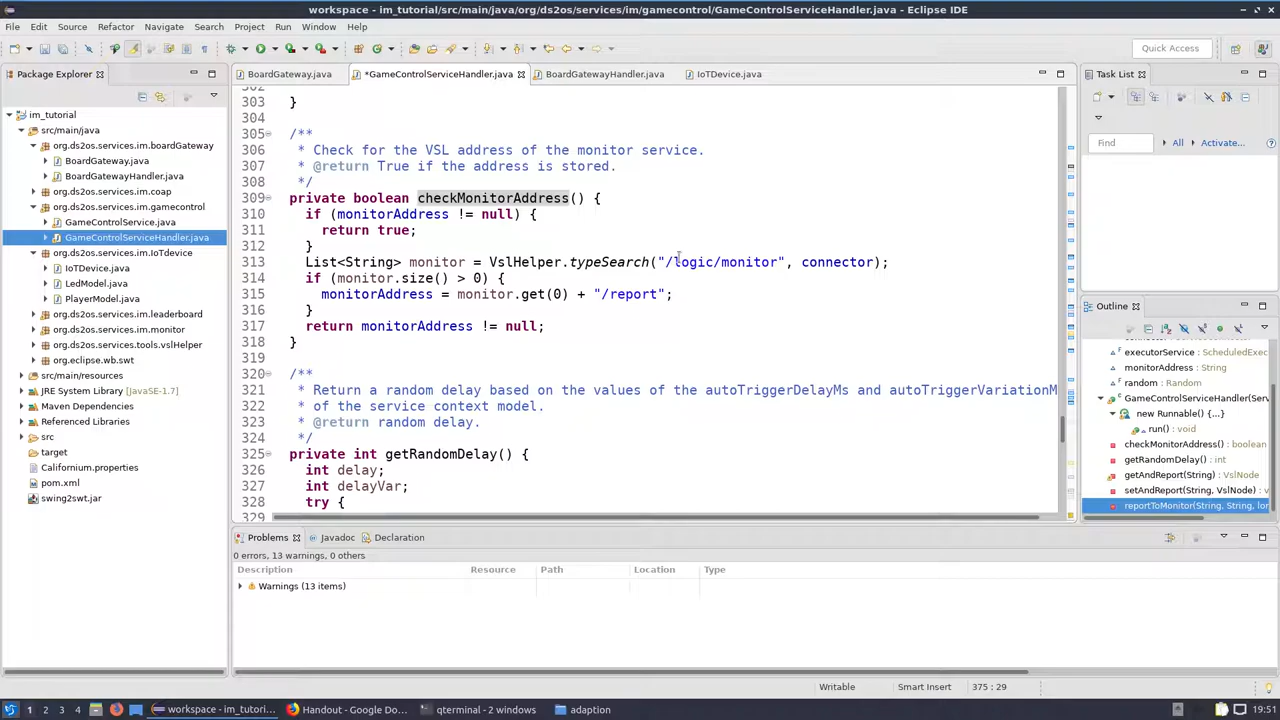 workspace - im_tutorial/src/main/java/org/ds2os/services/im/gamecontrol/GameControlServiceHandler.java - Eclipse IDE
File Edit Source Refactor Navigate Search Project Run Window Help
Quick Access
Package Explorer
im_tutorial
src/main/java
org.ds2os.services.im.boardGateway
BoardGateway.java
BoardGatewayHandler.java
org.ds2os.services.im.coap
org.ds2os.services.im.gamecontrol
GameControlService.java
GameControlServiceHandler.java
org.ds2os.services.im.IoTdevice
IoTDevice.java
LedModel.java
PlayerModel.java
org.ds2os.services.im.leaderboard
org.ds2os.services.im.monitor
org.ds2os.services.tools.vslHelper
org.eclipse.wb.swt
src/main/resources
JRE System Library [JavaSE-1.7]
Maven Dependencies
Referenced Libraries
src
target
Californium.properties
pom.xml
swing2swt.jar
BoardGateway.java *GameControlServiceHandler.java BoardGatewayHandler.java IoTDevice.java
302
303 }
304
305 /**
306 * Check for the VSL address of the monitor service.
307 * @return True if the address is stored.
308 */
309 private boolean checkMonitorAddress() {
310 if (monitorAddress != null) {
311 return true;
312 }
313 List<String> monitor = VslHelper.typeSearch("/logic/monitor", connector);
314 if (monitor.size() > 0) {
315 monitorAddress = monitor.get(0) + "/report";
316 }
317 return monitorAddress != null;
318 }
319
320 /**
321 * Return a random delay based on the values of the autoTriggerDelayMs and autoTriggerVariationM
322 * of the service context model.
323 * @return random delay.
324 */
325 private int getRandomDelay() {
326 int delay;
327 int delayVar;
328 try {
329
Task List
Find All Activate...
Outline
executorService : ScheduledExec
monitorAddress : String
random : Random
GameControlServiceHandler(Serv
new Runnable() {...}
run() : void
checkMonitorAddress() : boolean
getRandomDelay() : int
getAndReport(String) : VslNode
setAndReport(String, VslNode) : v
reportToMonitor(String, String, lor
Problems Javadoc Declaration
0 errors, 13 warnings, 0 others
Description Resource Path Location Type
Warnings (13 items)
Writable Smart Insert 375 : 29
1 2 3 4 workspace - im_tutori... Handout - Google Do... qterminal - 2 windows adaption 19:51